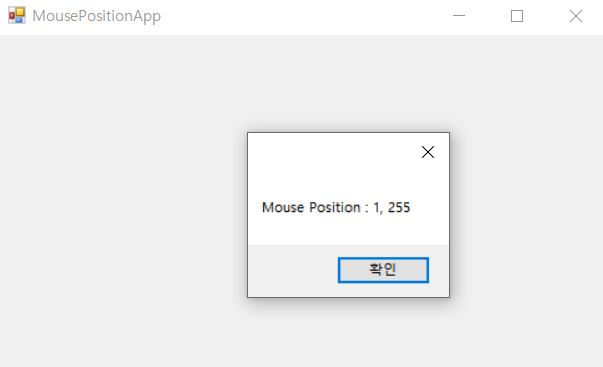 MousePositionApp
Mouse Position : 1, 255
확인